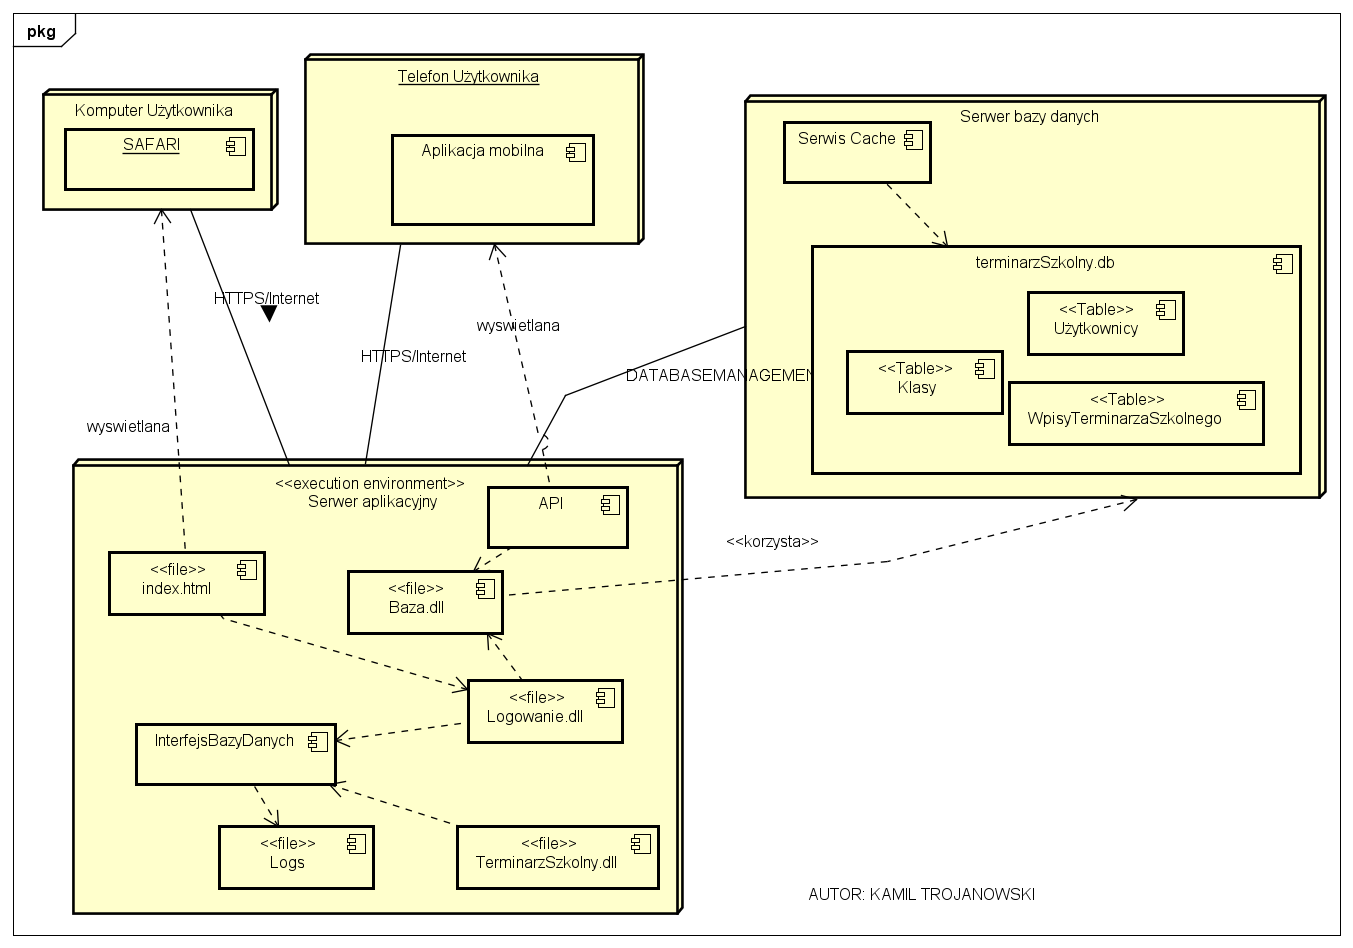 pkg
Komputer Użytkownika
SAFARI
Telefon Użytkownika
Aplikacja mobilna
Serwer bazy danych
Serwis Cache
terminarzSzkolny.db
<<Table>>
Użytkownicy
<<Table>>
Klasy
<<Table>>
WpisyTerminarzaSzkolnego
HTTPS/Internet
wyswietlana
HTTPS/Internet
DATABASEMANAGEMEN
wyswietlana
<<execution environment>>
Serwer aplikacyjny
API
<<korzysta>>
<<file>>
index.html
<<file>>
Baza.dll
<<file>>
Logowanie.dll
InterfejsBazyDanych
<<file>>
Logs
<<file>>
TerminarzSzkolny.dll
AUTOR: KAMIL TROJANOWSKI